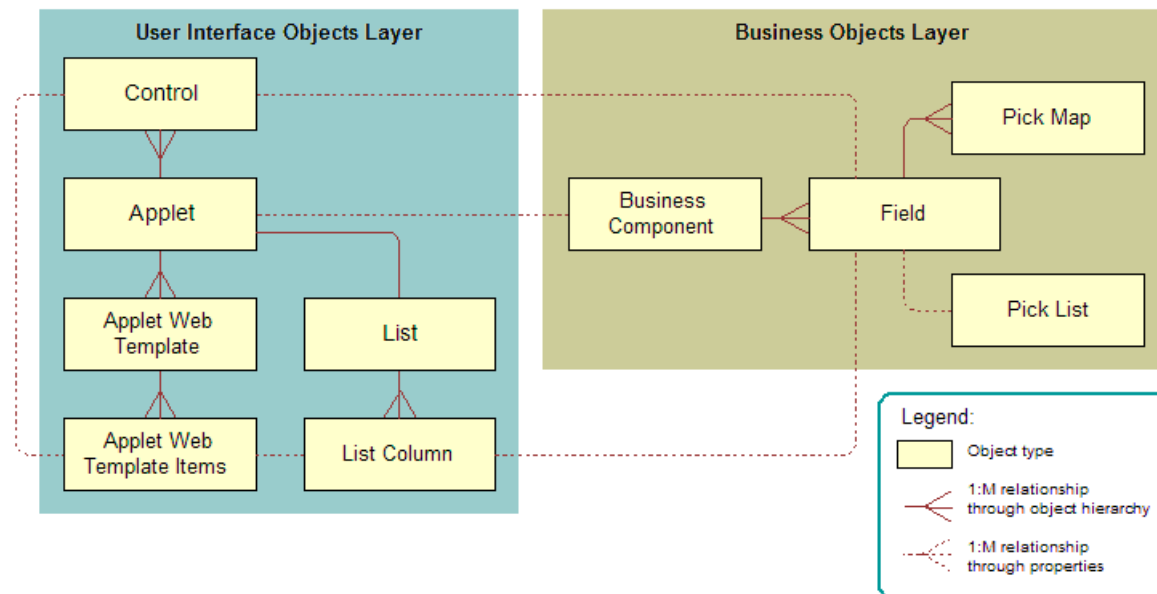 User Interface Objects Layer
Business Objects Layer
Control
Pick Map
Applet
Business
Component
Field
Applet Web
Template
List
Pick List
Applet Web
Template Items
List Column
Legend:
Object type
1:M relationship
through object hierarchy
1:M relationship
through properties